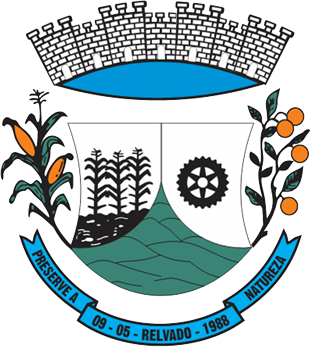 PRESERVE A
09 - 05 - RELVADO - 1988
NATUREZA